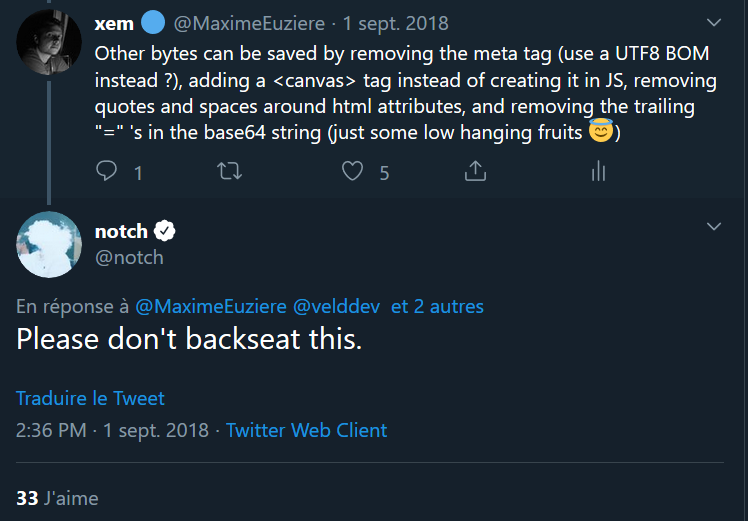 xem 🔵 @MaximeEuziere · 1 sept. 2018
Other bytes can be saved by removing the meta tag (use a UTF8 BOM
instead ?), adding a <canvas> tag instead of creating it in JS, removing
quotes and spaces around html attributes, and removing the trailing
"=" 's in the base64 string (just some low hanging fruits 😇)
1 5
notch
@notch
En réponse à @MaximeEuziere @velddev et 2 autres
Please don't backseat this.
Traduire le Tweet
2:36 PM · 1 sept. 2018 · Twitter Web Client
33 J'aime